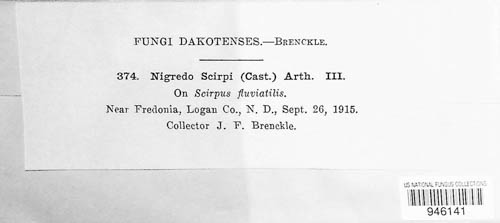 FUNGI DAKOTENSES.—BRENCKLE.
374. Nigredo Scirpi (Cast.) Arth. III.
On Scirpus fluviatilis.
Near Fredonia, Logan Co., N. D., Sept. 26, 1915.
Collector J. F. Brenckle.
US NATIONAL FUNGUS COLLECTIONS
946141